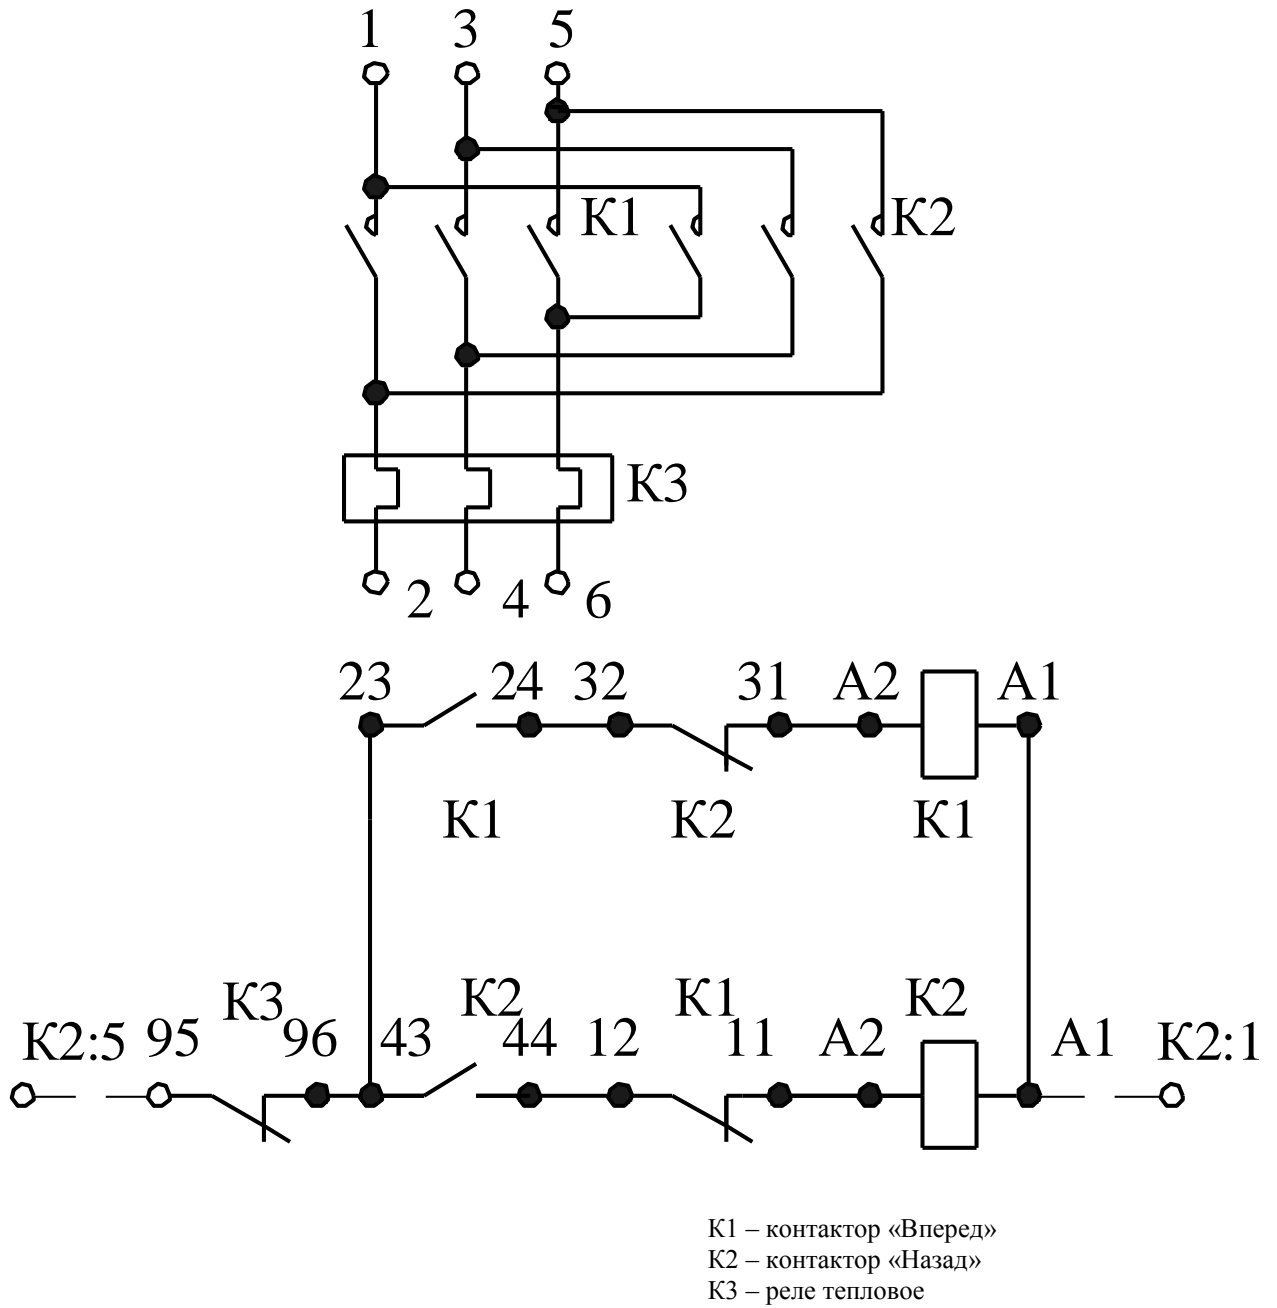 1 3 5
К1 К2
К3
2 4 6
23 24 32 31 А2 А1
К1 К2 К1
К3 К2 К1 К2
К2:5 95 96 43 44 12 11 А2 А1 К2:1
К1 – контактор «Вперед»
К2 – контактор «Назад»
К3 – реле тепловое